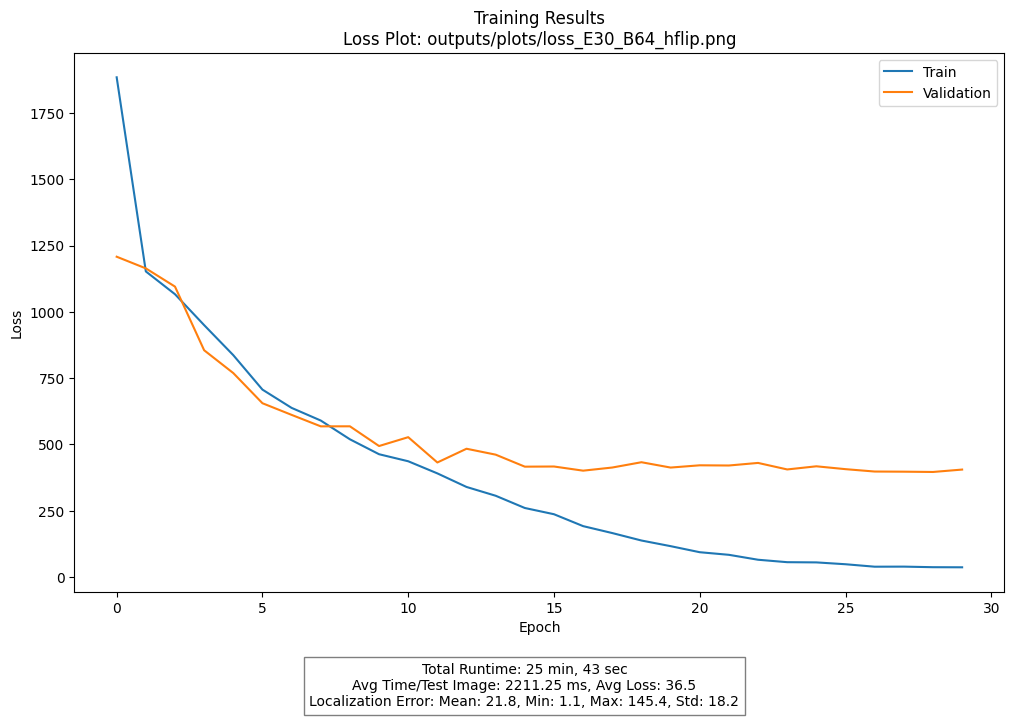 Training Results
Loss Plot: outputs/plots/loss_E30_B64_hflip.png
Train
Validation
1750
1500
1250
1000
750
500
250
0
Loss
0 5 10 15 20 25 30
Epoch
Total Runtime: 25 min, 43 sec
Avg Time/Test Image: 2211.25 ms, Avg Loss: 36.5
Localization Error: Mean: 21.8, Min: 1.1, Max: 145.4, Std: 18.2